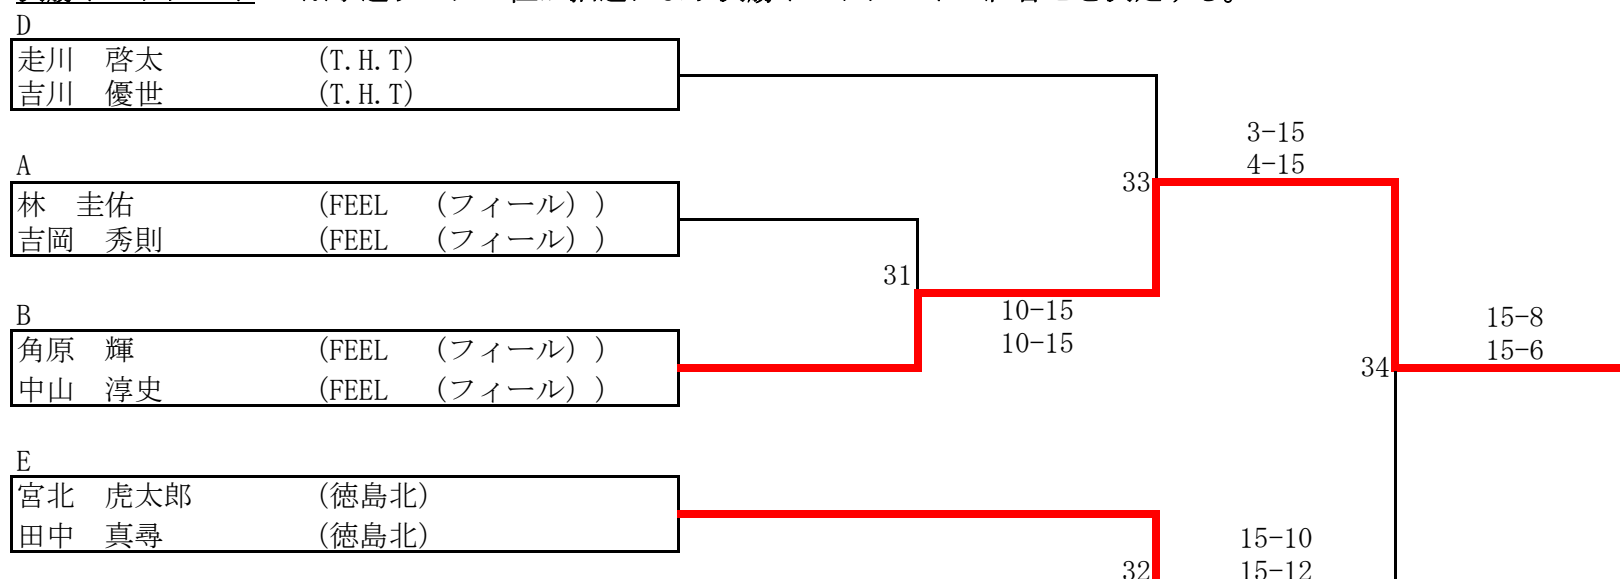 D
走川　啓太　(T.H.T)
吉川　優世　(T.H.T)
3-15
4-15
A
33
林　圭佑　(FEEL　（フィール）)
吉岡　秀則　(FEEL　（フィール）)
31
B
10-15
15-8
角原　輝　(FEEL　（フィール）)
10-15
15-6
34
中山　淳史　(FEEL　（フィール）)
E
宮北　虎太郎　(徳島北)
田中　真尋　(徳島北)
15-10
32
15-12